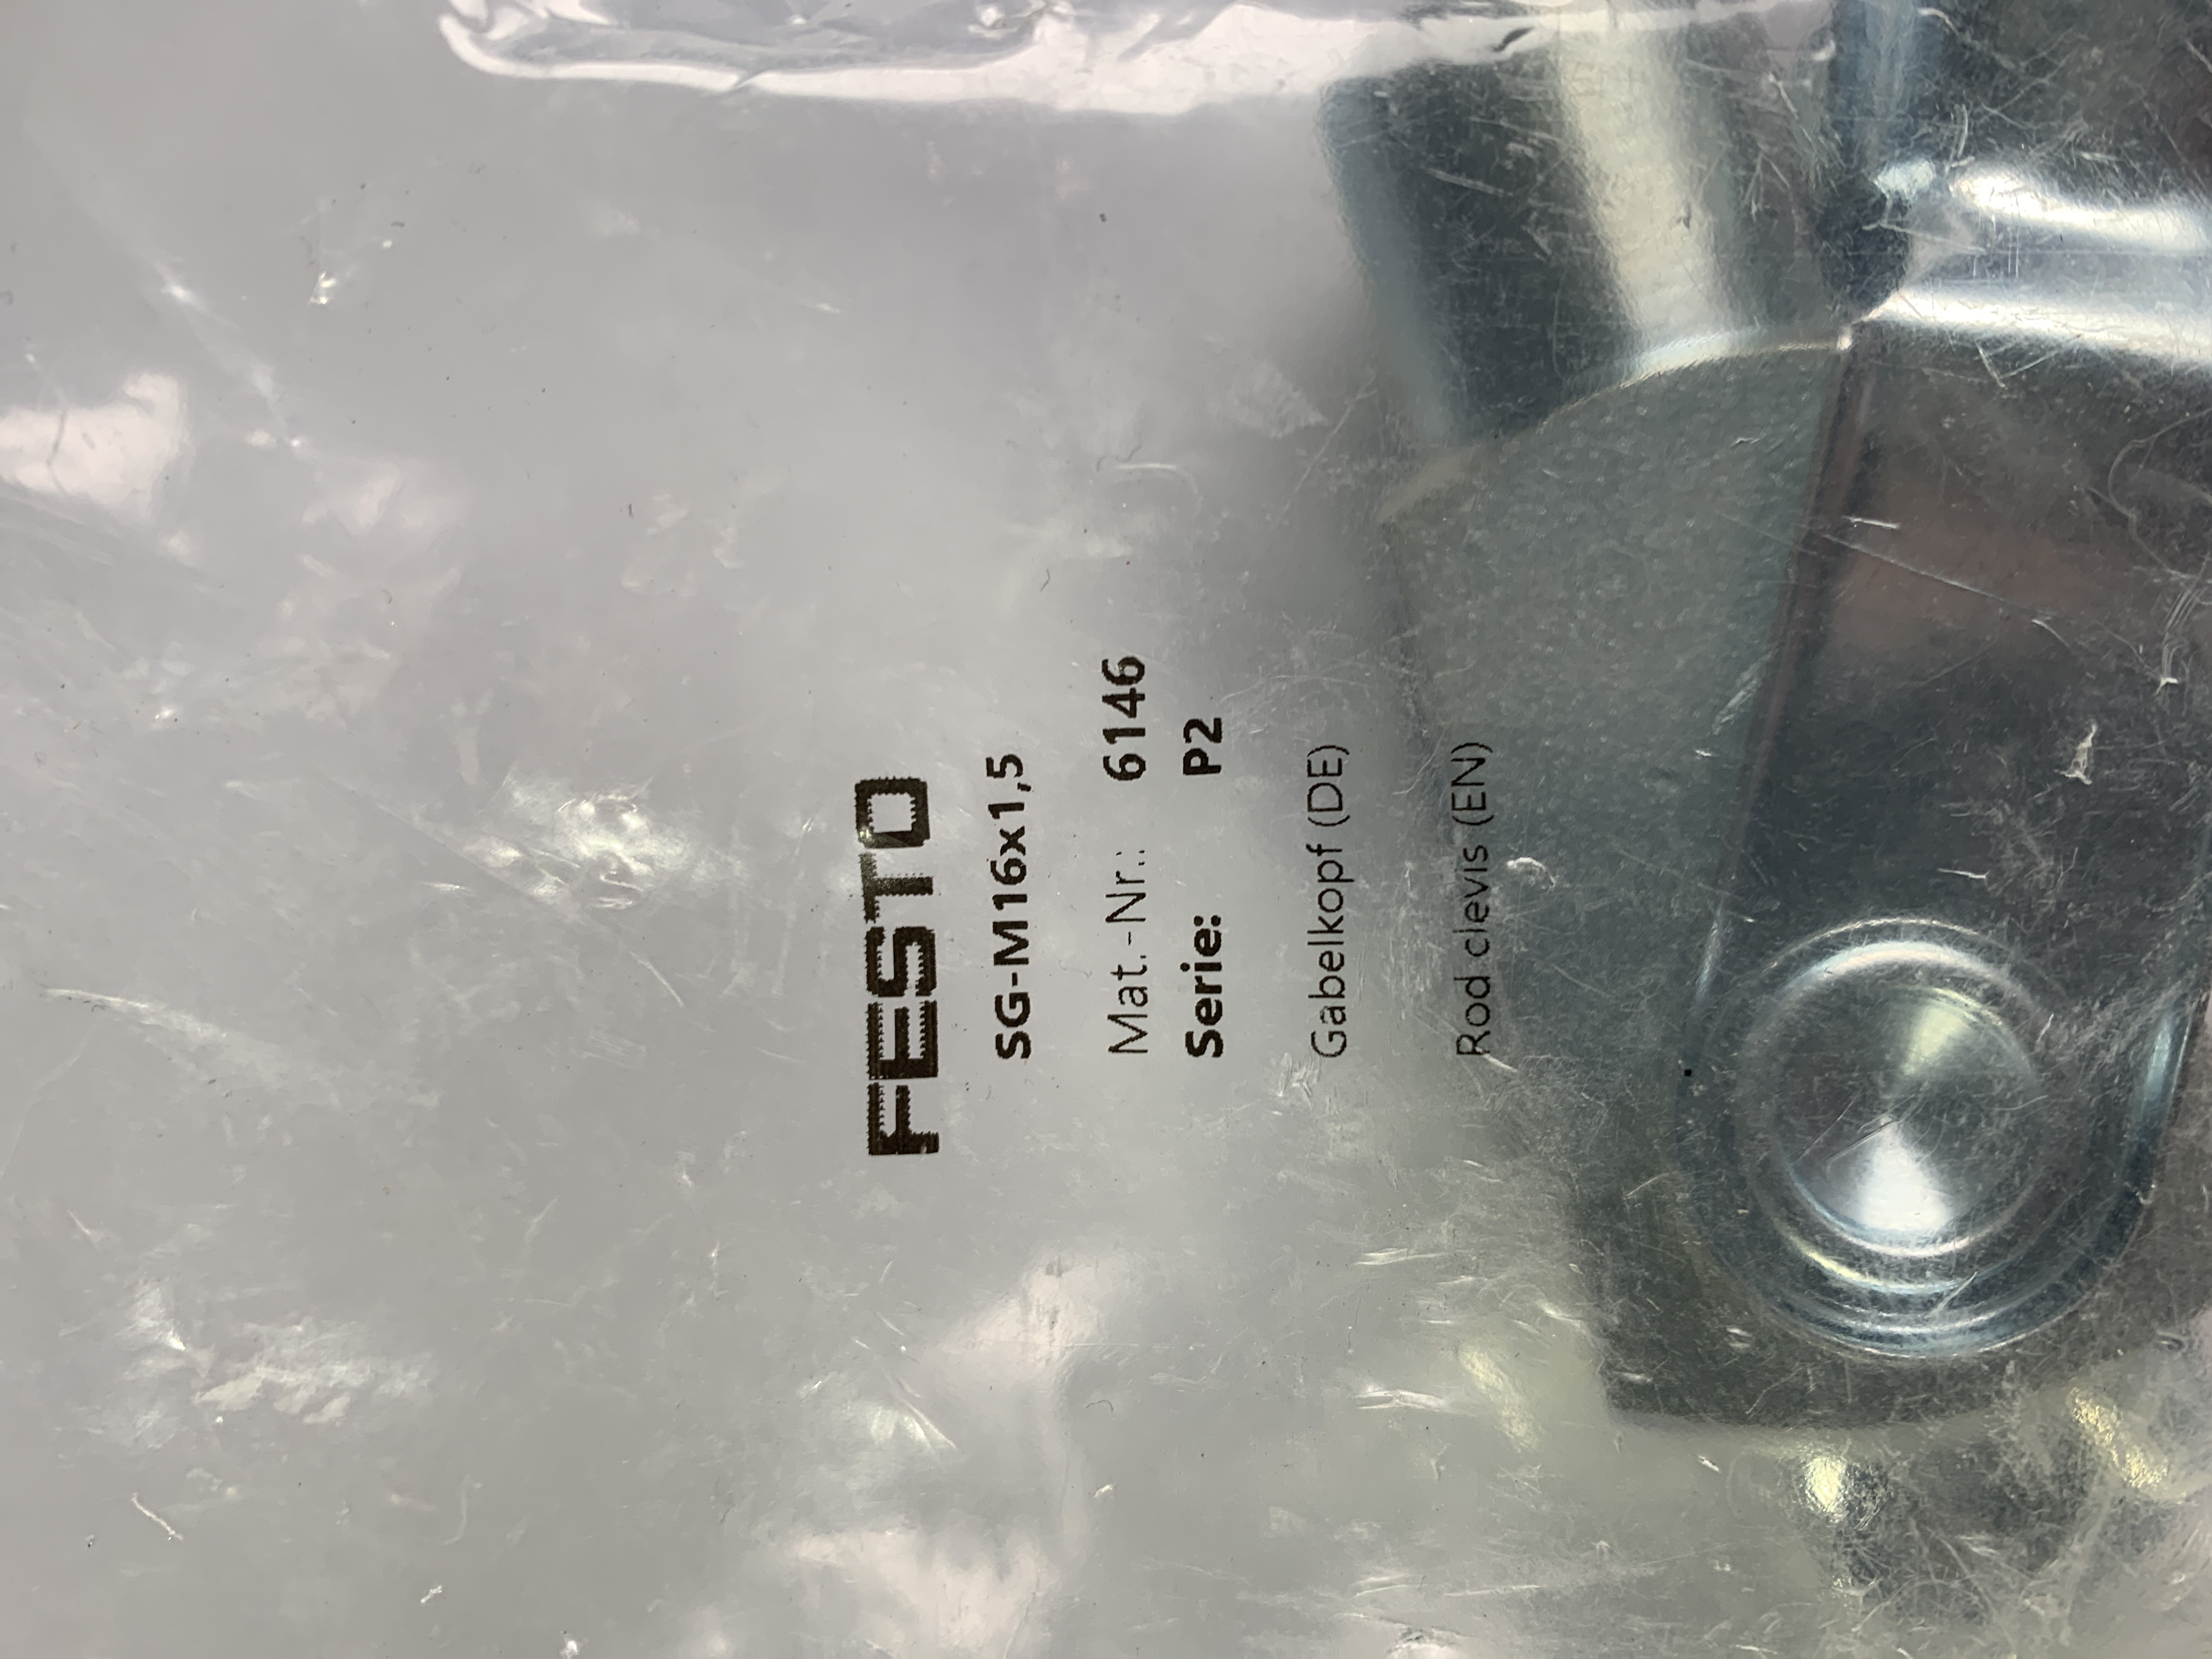 FESTO
SG-M16x1,5
Mat.-Nr.: 6146
Serie: P2
Gabelkopf (DE)
Rod clevis (EN)